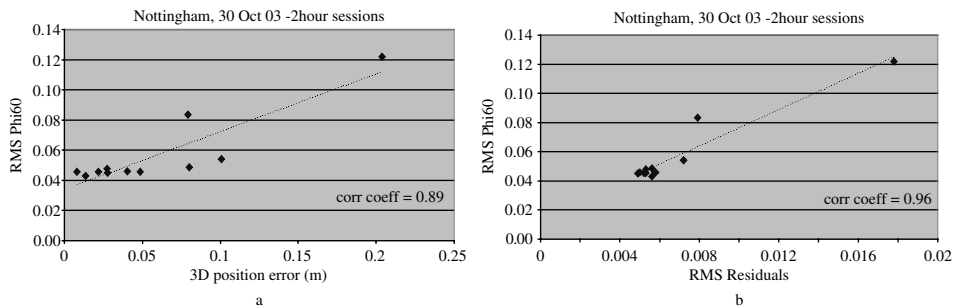 Nottingham, 30 Oct 03 -2hour sessions
RMS Phi60
0.14
0.12
0.10
0.08
0.06
0.04
0.02
0.00
corr coeff = 0.89
0 0.05 0.1 0.15 0.2 0.25
3D position error (m)
a
Nottingham, 30 Oct 03 -2hour sessions
RMS Phi60
0.14
0.12
0.10
0.08
0.06
0.04
0.02
0.00
corr coeff = 0.96
0 0.004 0.008 0.012 0.016 0.02
RMS Residuals
b